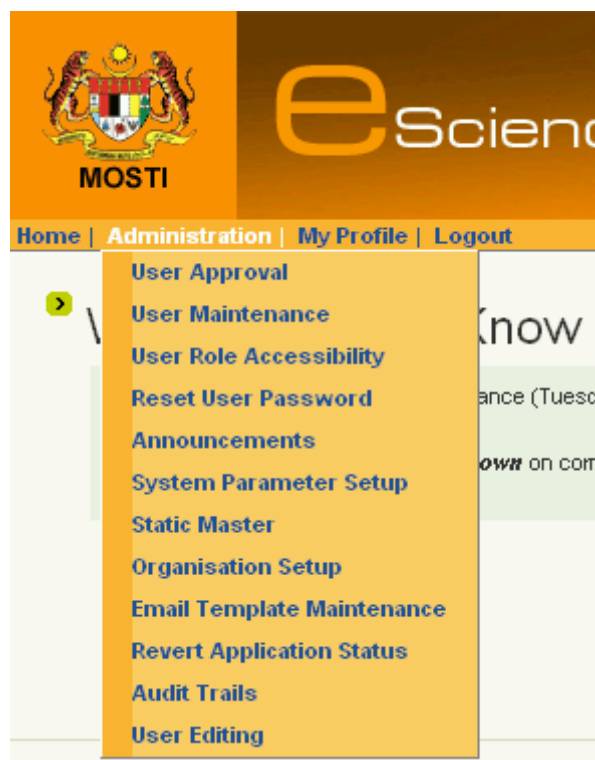 MOSTI
eScienc
Home | Administration | My Profile | Logout
User Approval
User Maintenance
User Role Accessibility
Reset User Password
Announcements
System Parameter Setup
Static Master
Organisation Setup
Email Template Maintenance
Revert Application Status
Audit Trails
User Editing
Know
ance (Tuesd
own on com